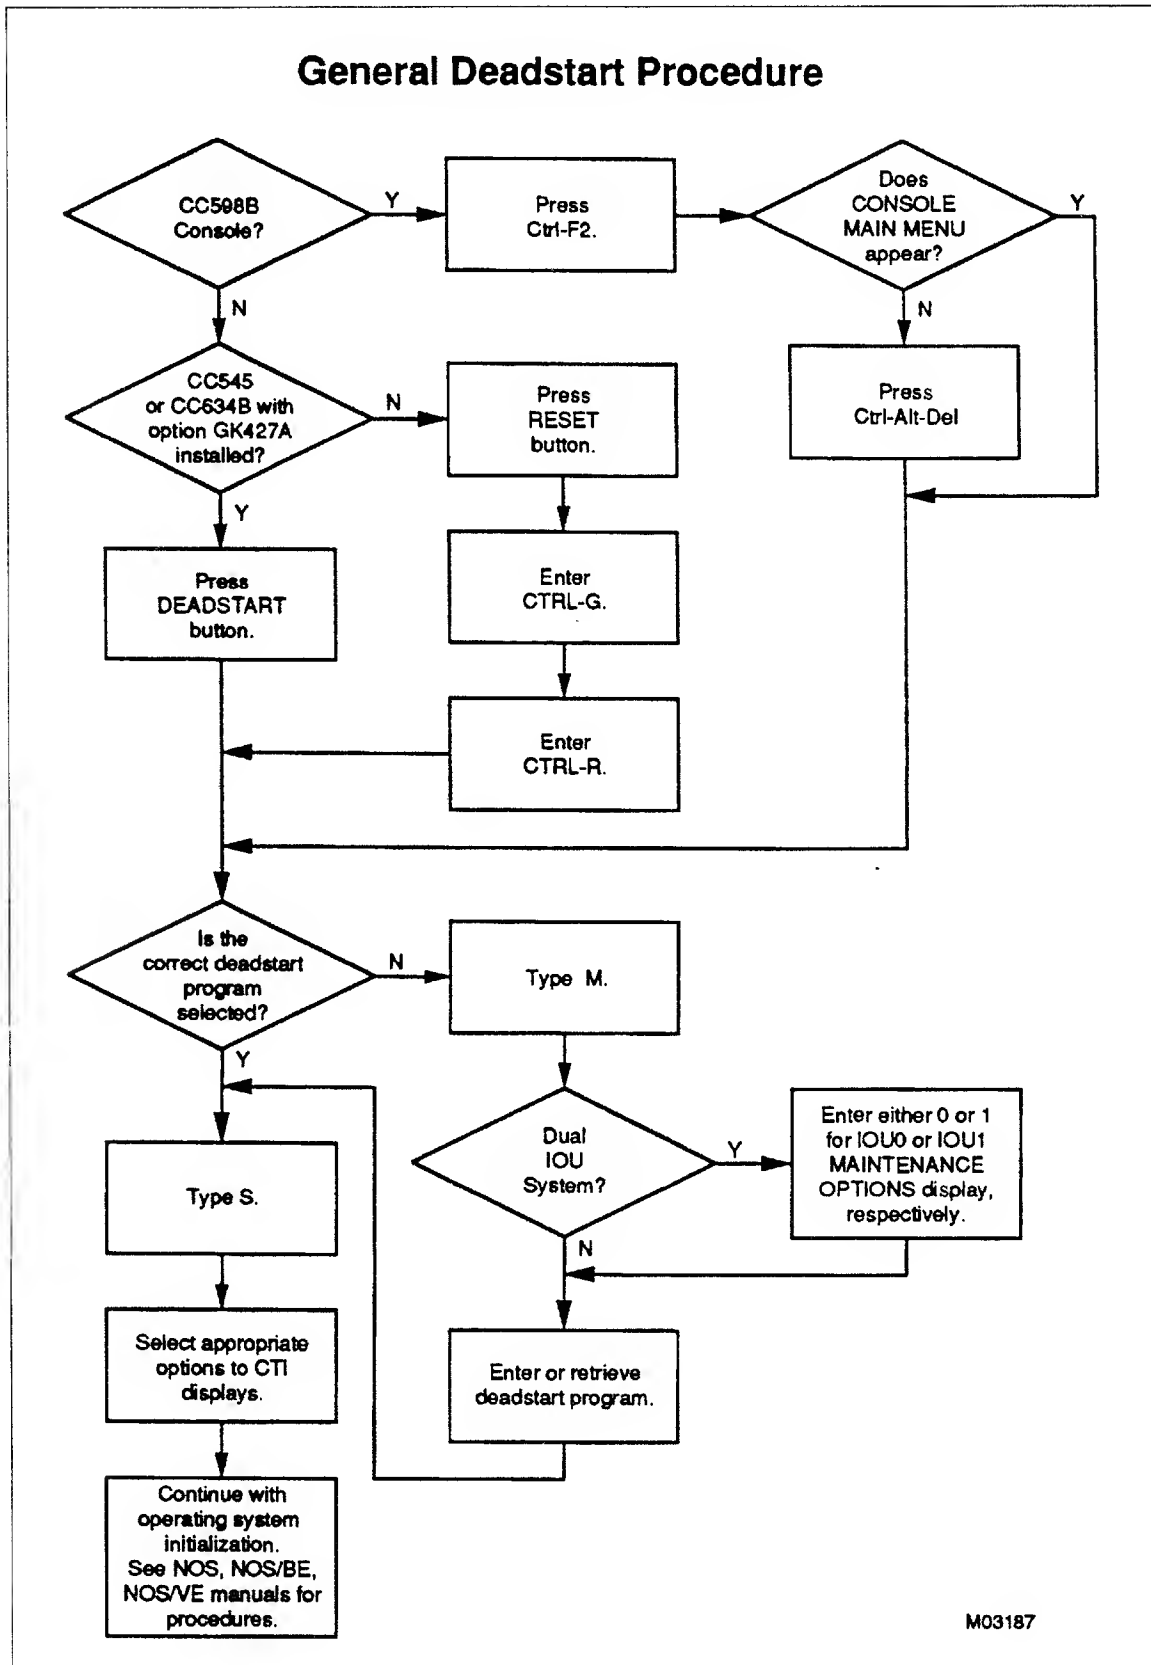 General Deadstart Procedure
CC598B
Console?
Y
Press
Ctrl-F2.
Does
CONSOLE
MAIN MENU
appear?
Y
N
N
CC545
or CC634B with
option GK427A
installed?
N
Press
RESET
button.
Press
Ctrl-Alt-Del
Y
Press
DEADSTART
button.
Enter
CTRL-G.
Enter
CTRL-R.
Is the
correct deadstart
program
selected?
N
Type M.
Y
Dual
IOU
System?
Y
Enter either 0 or 1
for IOU0 or IOU1
MAINTENANCE
OPTIONS display,
respectively.
Type S.
N
Select appropriate
options to CTI
displays.
Enter or retrieve
deadstart program.
Continue with
operating system
initialization.
See NOS, NOS/BE,
NOS/VE manuals for
procedures.
M03187